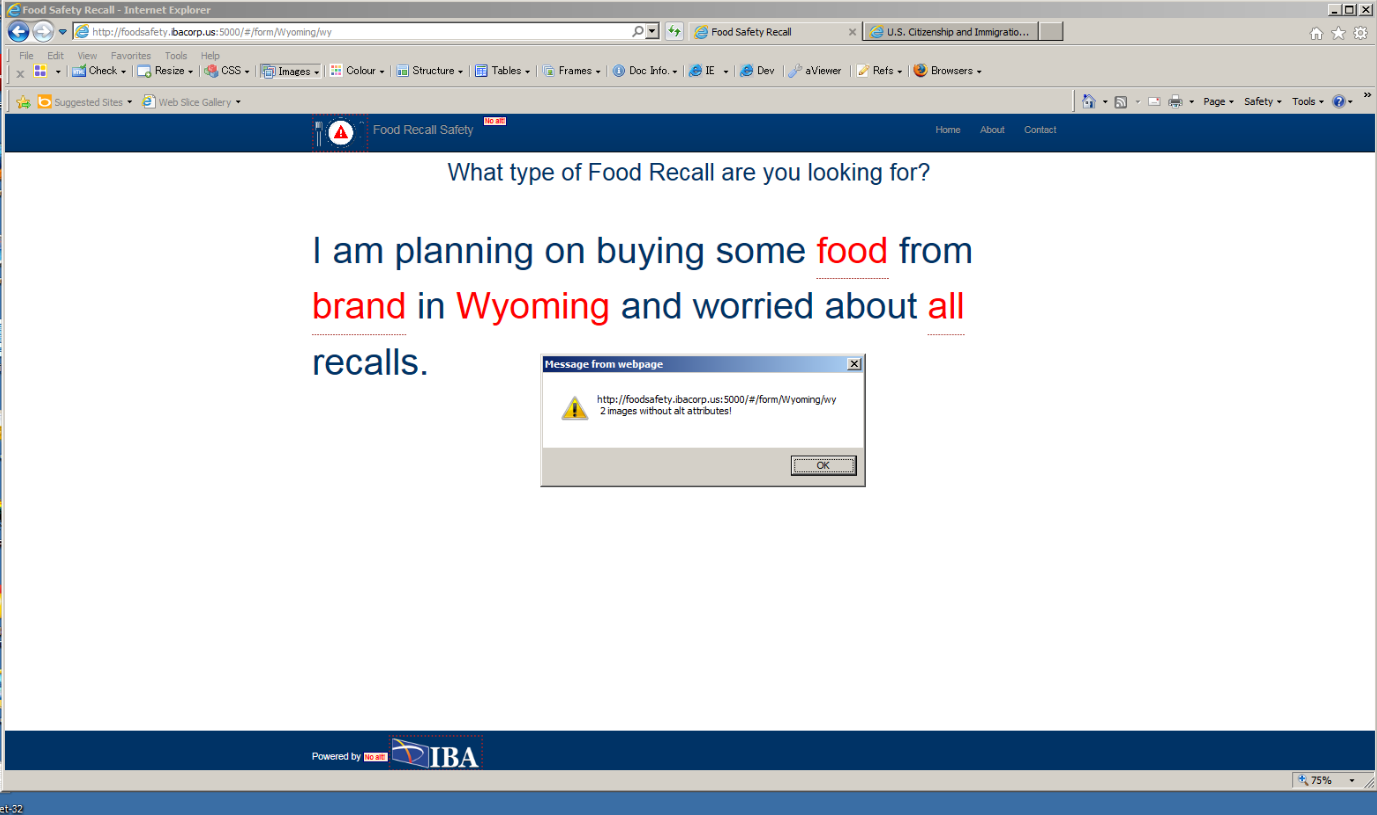 Food Safety Recall - Internet Explorer
http://foodsafety.ibacorp.us:5000/#/form/Wyoming/wy
Food Safety Recall
U.S. Citizenship and Immigratio...
File Edit View Favorites Tools Help
x Check Resize CSS Images Colour Structure Tables Frames Doc Info. IE Dev aViewer Refs Browsers
Suggested Sites Web Slice Gallery
Page Safety Tools »
Food Recall Safety No alt! Home About Contact
What type of Food Recall are you looking for?
I am planning on buying some food from
brand in Wyoming and worried about all
recalls.
Message from webpage
http://foodsafety.ibacorp.us:5000/#/form/Wyoming/wy
2 images without alt attributes!
OK
Powered by No alt! IBA
75%
et-32